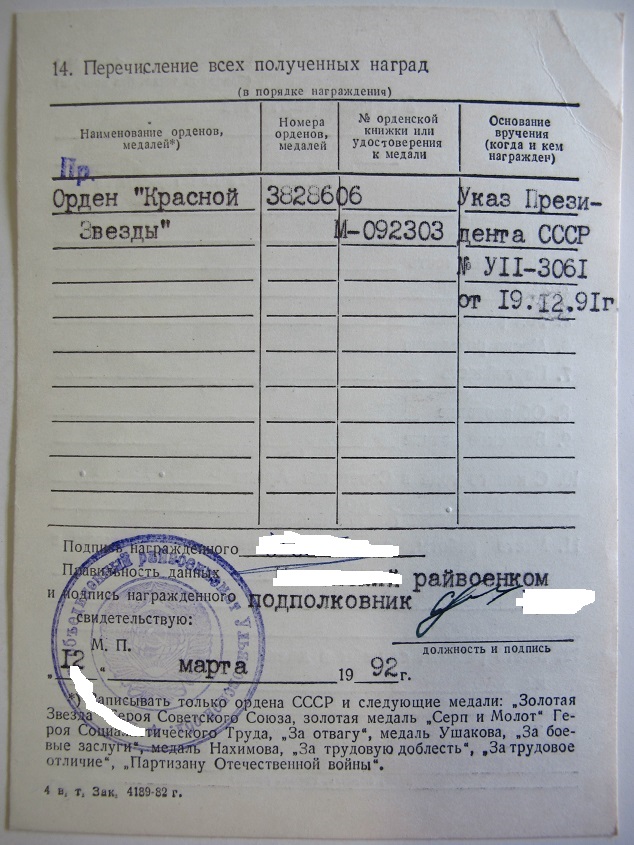 14. Перечисление всех полученных наград
(в порядке награждения)
Наименование орденов, медалей*)
Номера орденов, медалей
№ орденской книжки или удостоверения к медали
Основание вручения (когда и кем награжден)
Пр.
Орден "Красной 3828606 Указ Прези-
Звезды" М-092303 дента СССР
№ УП-3061
от 19.12.91г.
Подпись награжденного
Правильность данных райвоенком
и подпись награжденного подполковник
свидетельствую:
должность и подпись
М. П.
„12 “ марта 19 92 г.
*) Записывать только ордена СССР и следующие медали: „Золотая
Звезда“ Героя Советского Союза, золотая медаль „Серп и Молот“ Ге-
роя Социалистического Труда, „За отвагу“, медаль Ушакова, „За бое-
вые заслуги“, медаль Нахимова, „За трудовую доблесть“, „За трудовое
отличие“, „Партизану Отечественной войны“.
4 в, т, Зак, 4189-82 г.